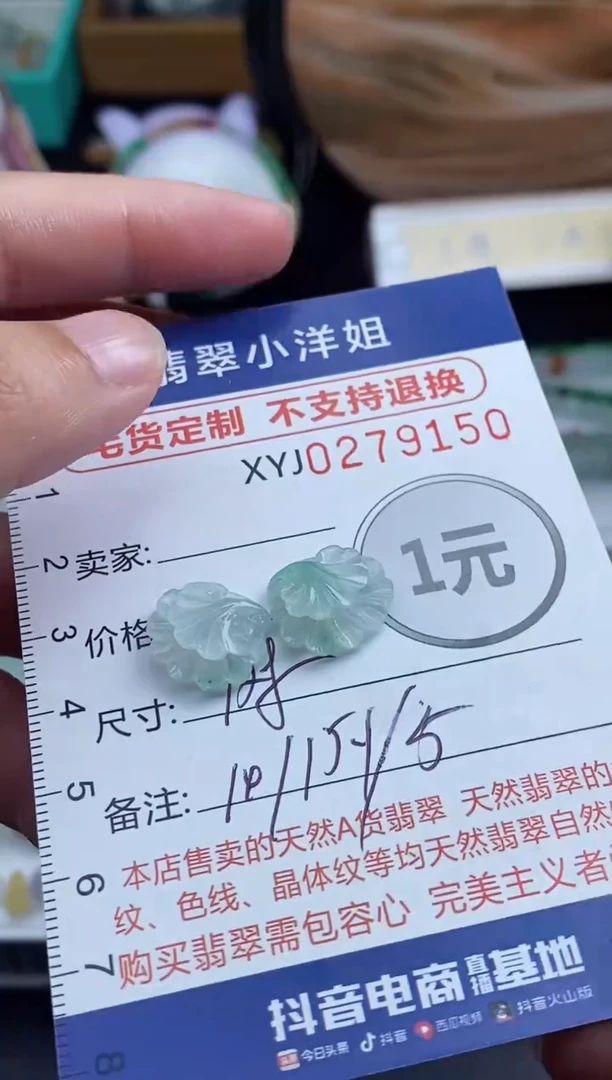 翡翠小洋姐
毛货定制 不支持退换
XYJ0279150
1元
卖家:
价格
尺寸:
备注:
本店售卖的天然A货翡翠 天然翡翠的
纹、色线、晶体纹等均天然翡翠自然
购买翡翠需包容心 完美主义者
抖音电商直播基地
今日头条 抖音 西瓜视频 抖音火山版
1
2
3
4
5
6
7
8